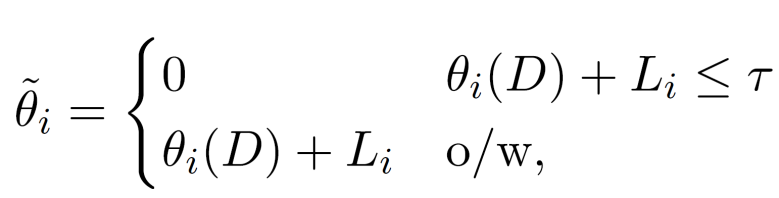 θ̃ᵢ = { 0    θᵢ(D) + Lᵢ ≤ τ
θᵢ(D) + Lᵢ    o/w,